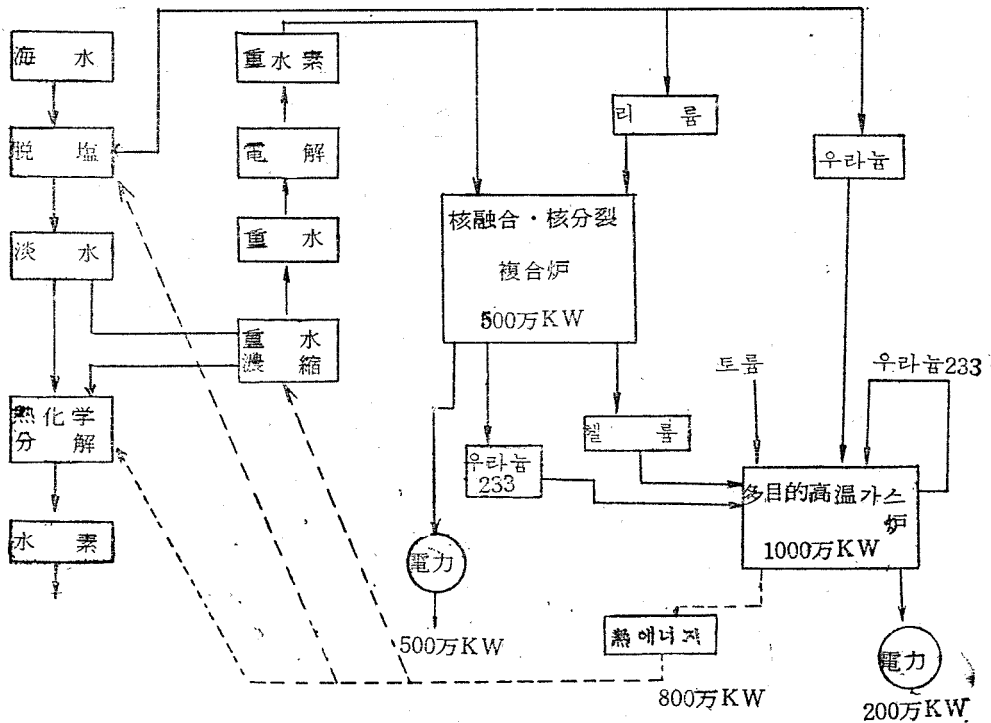 海 水
脱 塩
淡 水
熱化学
分 解
水 素
重水素
電 解
重 水
重 水
濃 縮
리 륨
우라늄
核融合・核分裂
複合炉
500万KW
토륨
우라늄233
헬 륨
우라늄
233
多目的高温가스
炉
1000万KW
電力
500万KW
熱에너지
800万KW
電力
200万KW